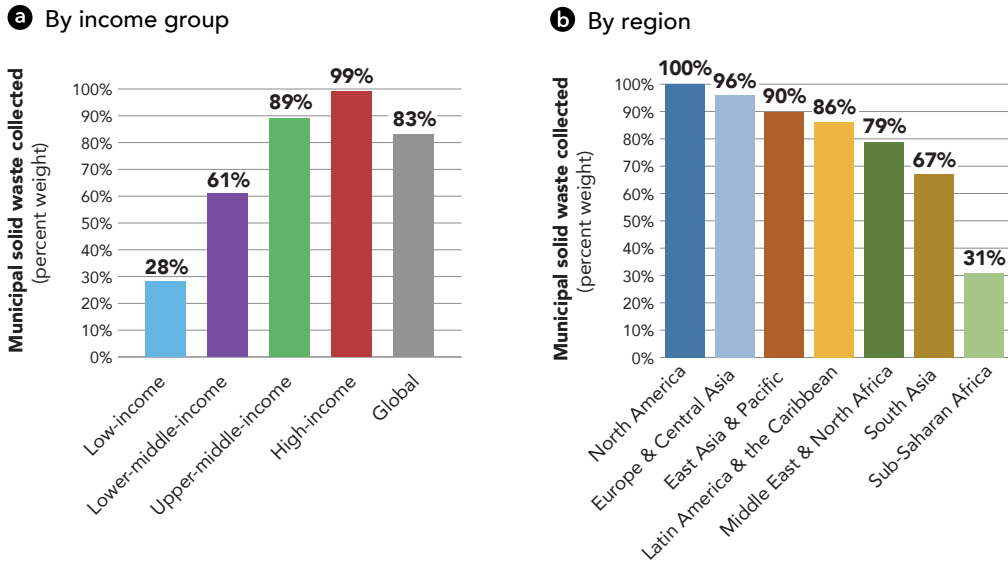 a By income group
Municipal solid waste collected
(percent weight)
100%
90%
80%
70%
60%
50%
40%
30%
20%
10%
0%
28%
61%
89%
99%
83%
Low-income
Lower-middle-income
Upper-middle-income
High-income
Global
b By region
Municipal solid waste collected
(percent weight)
100%
90%
80%
70%
60%
50%
40%
30%
20%
10%
0%
100%
96%
90%
86%
79%
67%
31%
North America
Europe & Central Asia
East Asia & Pacific
Latin America & the Caribbean
Middle East & North Africa
South Asia
Sub-Saharan Africa